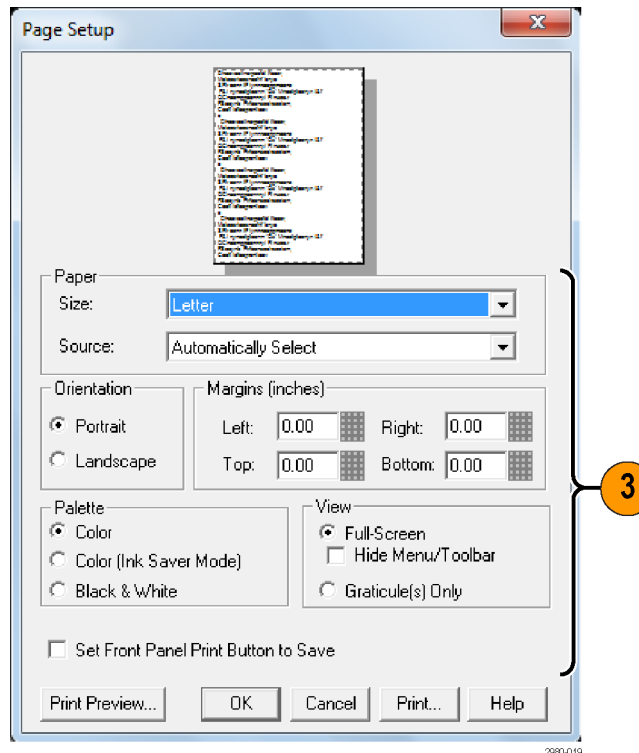 Page Setup
Paper
Size: Letter
Source: Automatically Select
Orientation
Portrait
Landscape
Margins (inches)
Left: 0.00 Right: 0.00
Top: 0.00 Bottom: 0.00
Palette
Color
Color (Ink Saver Mode)
Black & White
View
Full-Screen
Hide Menu/Toolbar
Graticule(s) Only
3
Set Front Panel Print Button to Save
Print Preview... OK Cancel Print... Help
2980-019